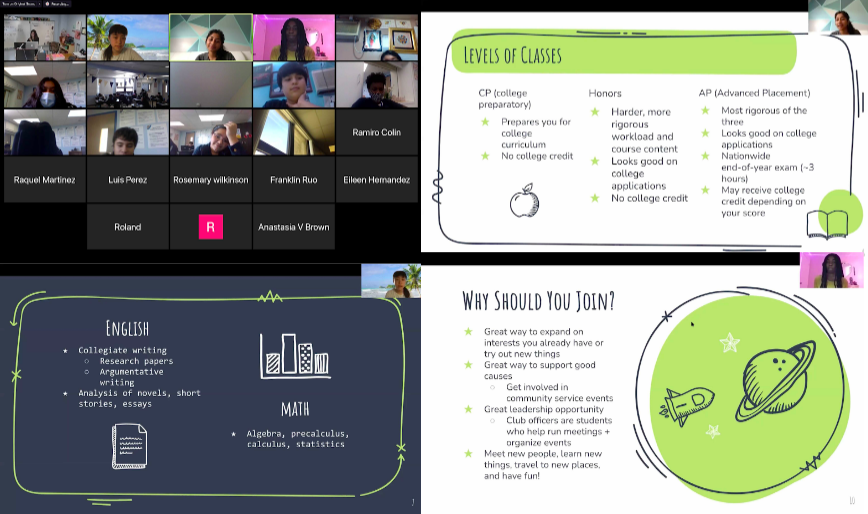 Ramiro Colin
Raquel Martinez
Luis Perez
Rosemary wilkinson
Franklin Ruo
Eileen Hernandez
Roland
R
Anastasia V Brown
LEVELS OF CLASSES
CP (college
preparatory)
Prepares you for
college
curriculum
No college credit
Honors
Harder, more
rigorous
workload and
course content
Looks good on
college
applications
No college credit
AP (Advanced Placement)
Most rigorous of the
three
Looks good on college
applications
Nationwide
end-of-year exam (~3
hours)
May receive college
credit depending on
your score
ENGLISH
Collegiate writing
Research papers
Argumentative
writing
Analysis of novels, short
stories, essays
MATH
Algebra, precalculus,
calculus, statistics
WHY SHOULD YOU JOIN?
Great way to expand on
interests you already have or
try out new things
Great way to support good
causes
Get involved in
community service events
Great leadership opportunity
Club officers are students
who help run meetings +
organize events
Meet new people, learn new
things, travel to new places,
and have fun!